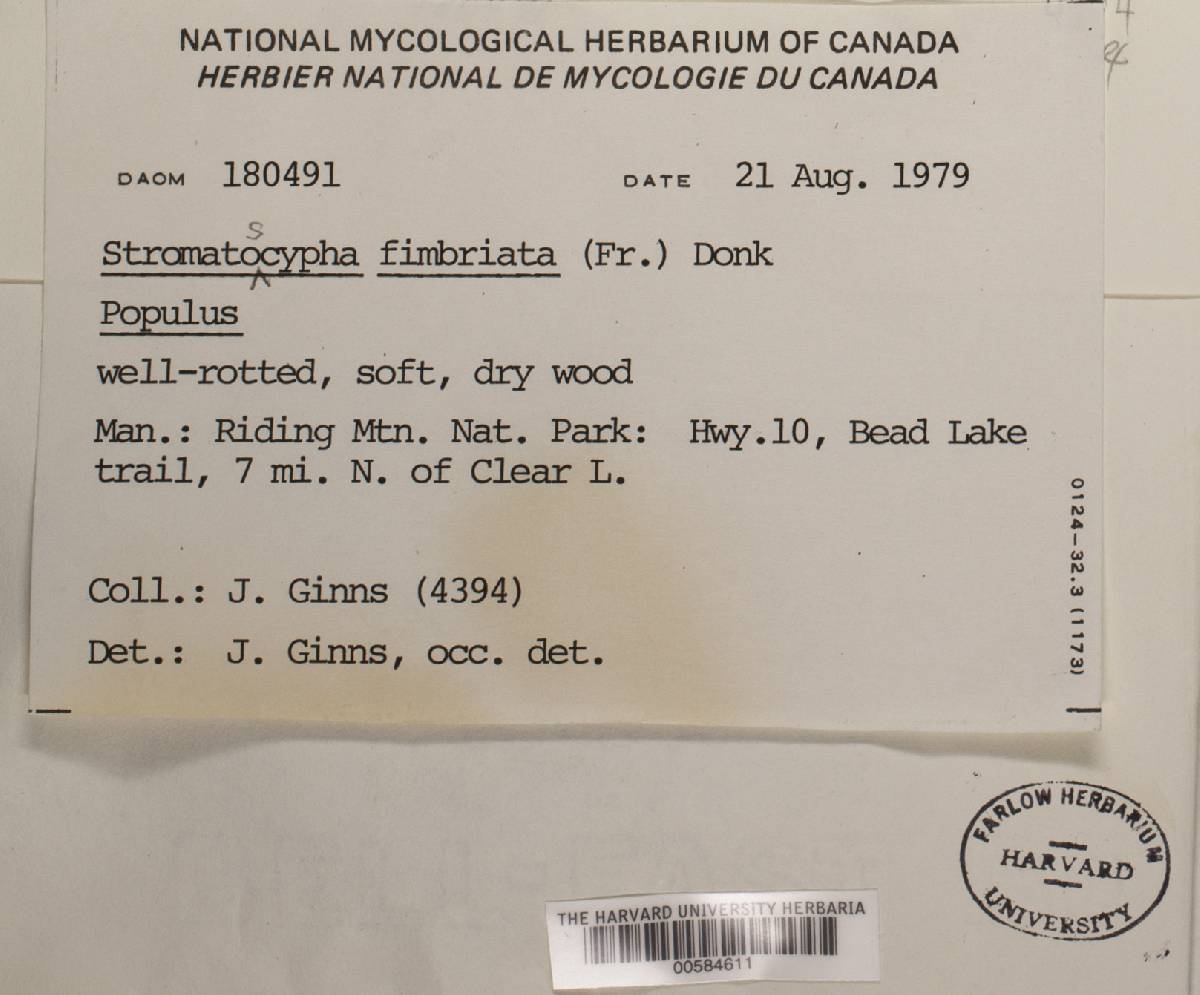 NATIONAL MYCOLOGICAL HERBARIUM OF CANADA
HERBIER NATIONAL DE MYCOLOGIE DU CANADA
DAOM 180491 DATE 21 Aug. 1979
s
Stromatocypha fimbriata (Fr.) Donk
Populus
well-rotted, soft, dry wood
Man.: Riding Mtn. Nat. Park: Hwy.10, Bead Lake
trail, 7 mi. N. of Clear L.
Coll.: J. Ginns (4394)
Det.: J. Ginns, occ. det.
0124-32.3 (1173)
FARLOW HERBARIUM
HARVARD
UNIVERSITY
THE HARVARD UNIVERSITY HERBARIA
00584611